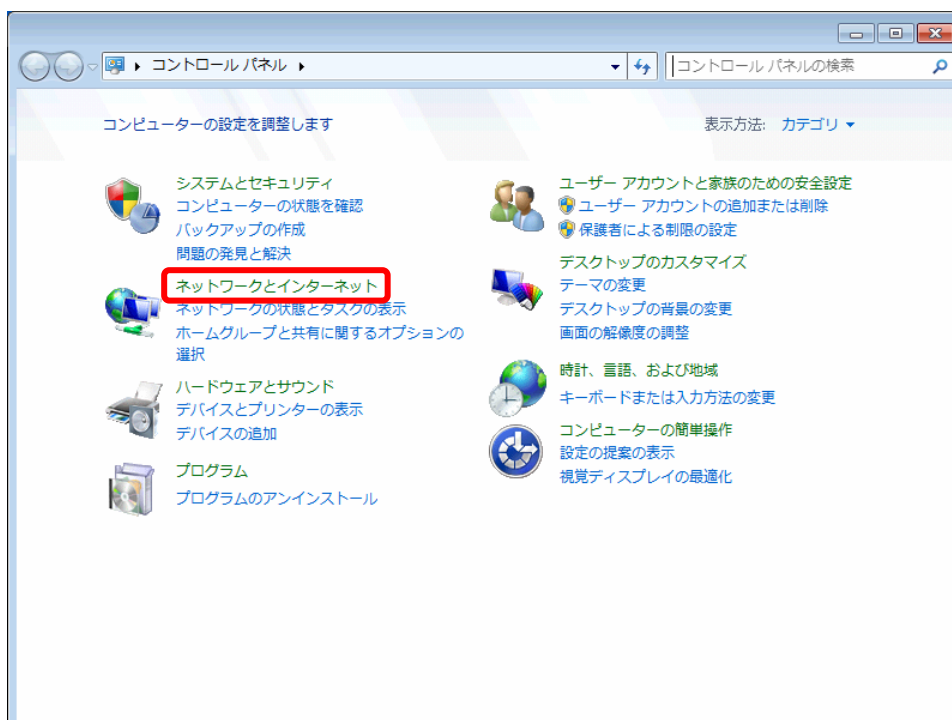 コントロール パネル
コントロール パネルの検索
コンピューターの設定を調整します
表示方法: カテゴリ
システムとセキュリティ
コンピューターの状態を確認
バックアップの作成
問題の発見と解決
ネットワークとインターネット
ネットワークの状態とタスクの表示
ホームグループと共有に関するオプションの
選択
ハードウェアとサウンド
デバイスとプリンターの表示
デバイスの追加
プログラム
プログラムのアンインストール
ユーザー アカウントと家族のための安全設定
ユーザー アカウントの追加または削除
保護者による制限の設定
デスクトップのカスタマイズ
テーマの変更
デスクトップの背景の変更
画面の解像度の調整
時計、言語、および地域
キーボードまたは入力方法の変更
コンピューターの簡単操作
設定の提案の表示
視覚ディスプレイの最適化